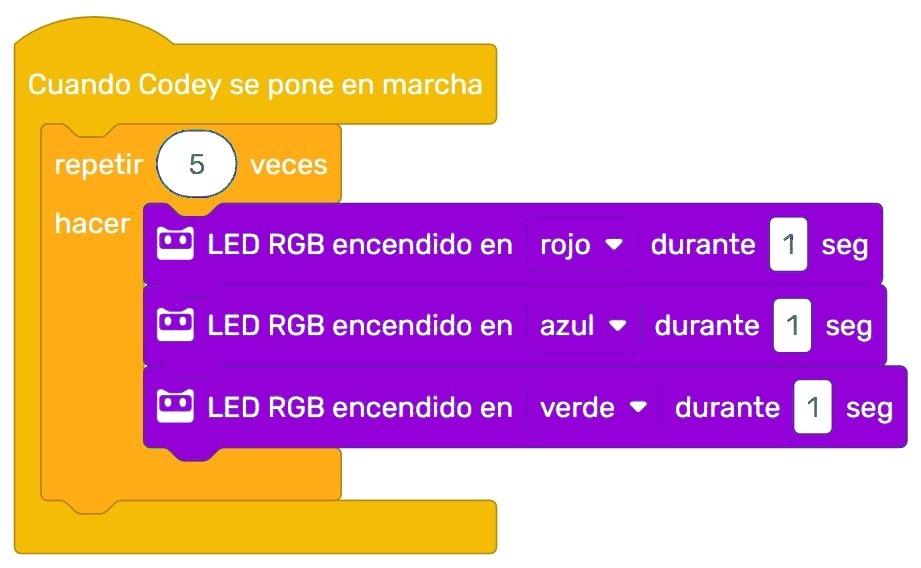 Cuando Codey se pone en marcha
repetir 5 veces
hacer
LED RGB encendido en rojo durante 1 seg
LED RGB encendido en azul durante 1 seg
LED RGB encendido en verde durante 1 seg